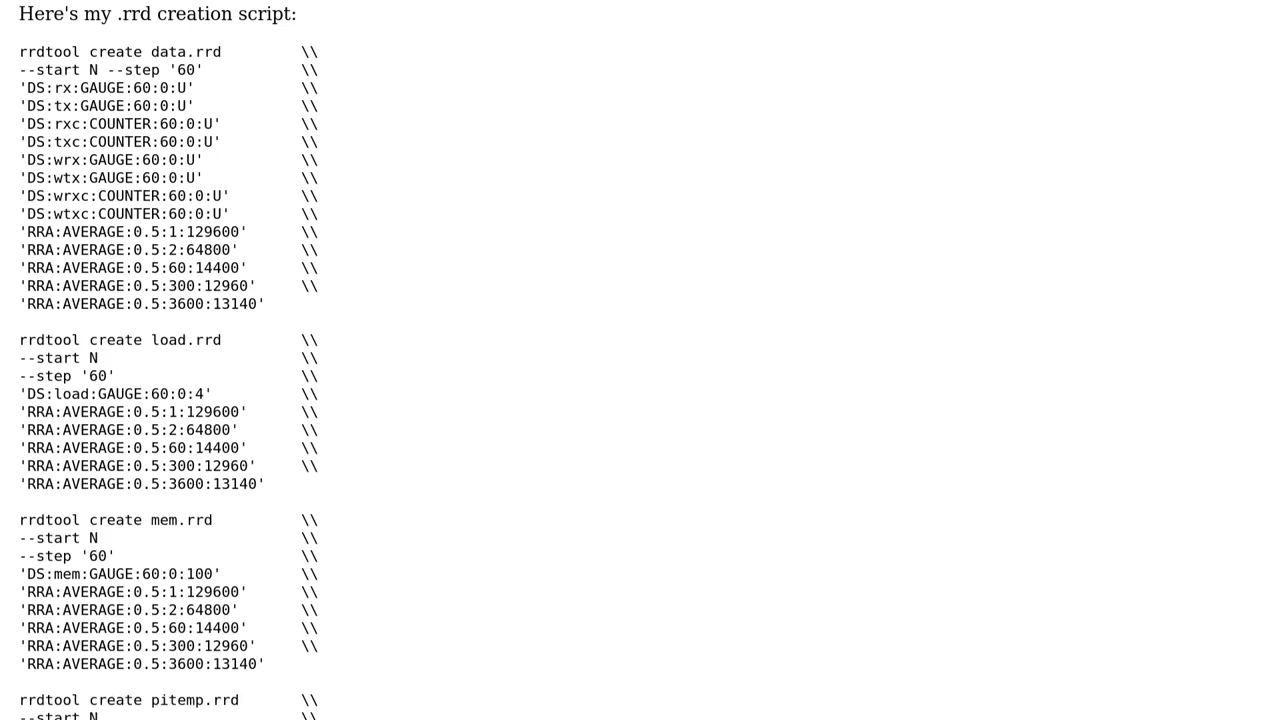 Here's my .rrd creation script:
rrdtool create data.rrd         \\
--start N --step '60'           \\
'DS:rx:GAUGE:60:0:U'            \\
'DS:tx:GAUGE:60:0:U'            \\
'DS:rxc:COUNTER:60:0:U'         \\
'DS:txc:COUNTER:60:0:U'         \\
'DS:wrx:GAUGE:60:0:U'           \\
'DS:wtx:GAUGE:60:0:U'           \\
'DS:wrxc:COUNTER:60:0:U'        \\
'DS:wtxc:COUNTER:60:0:U'        \\
'RRA:AVERAGE:0.5:1:129600'      \\
'RRA:AVERAGE:0.5:2:64800'       \\
'RRA:AVERAGE:0.5:60:14400'      \\
'RRA:AVERAGE:0.5:300:12960'     \\
'RRA:AVERAGE:0.5:3600:13140'
rrdtool create load.rrd         \\
--start N                       \\
--step '60'                     \\
'DS:load:GAUGE:60:0:4'          \\
'RRA:AVERAGE:0.5:1:129600'      \\
'RRA:AVERAGE:0.5:2:64800'       \\
'RRA:AVERAGE:0.5:60:14400'      \\
'RRA:AVERAGE:0.5:300:12960'     \\
'RRA:AVERAGE:0.5:3600:13140'
rrdtool create mem.rrd          \\
--start N                       \\
--step '60'                     \\
'DS:mem:GAUGE:60:0:100'         \\
'RRA:AVERAGE:0.5:1:129600'      \\
'RRA:AVERAGE:0.5:2:64800'       \\
'RRA:AVERAGE:0.5:60:14400'      \\
'RRA:AVERAGE:0.5:300:12960'     \\
'RRA:AVERAGE:0.5:3600:13140'
rrdtool create pitemp.rrd       \\
--start N                       \\